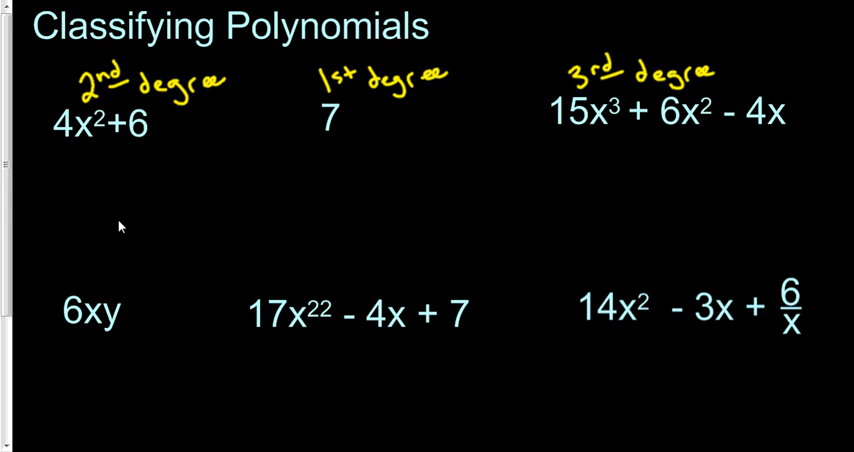 Classifying Polynomials
2nd degree 1st degree 3rd degree
4x²+6 7 15x³ + 6x² - 4x
6xy 17x²² - 4x + 7 14x² - 3x + 6/x